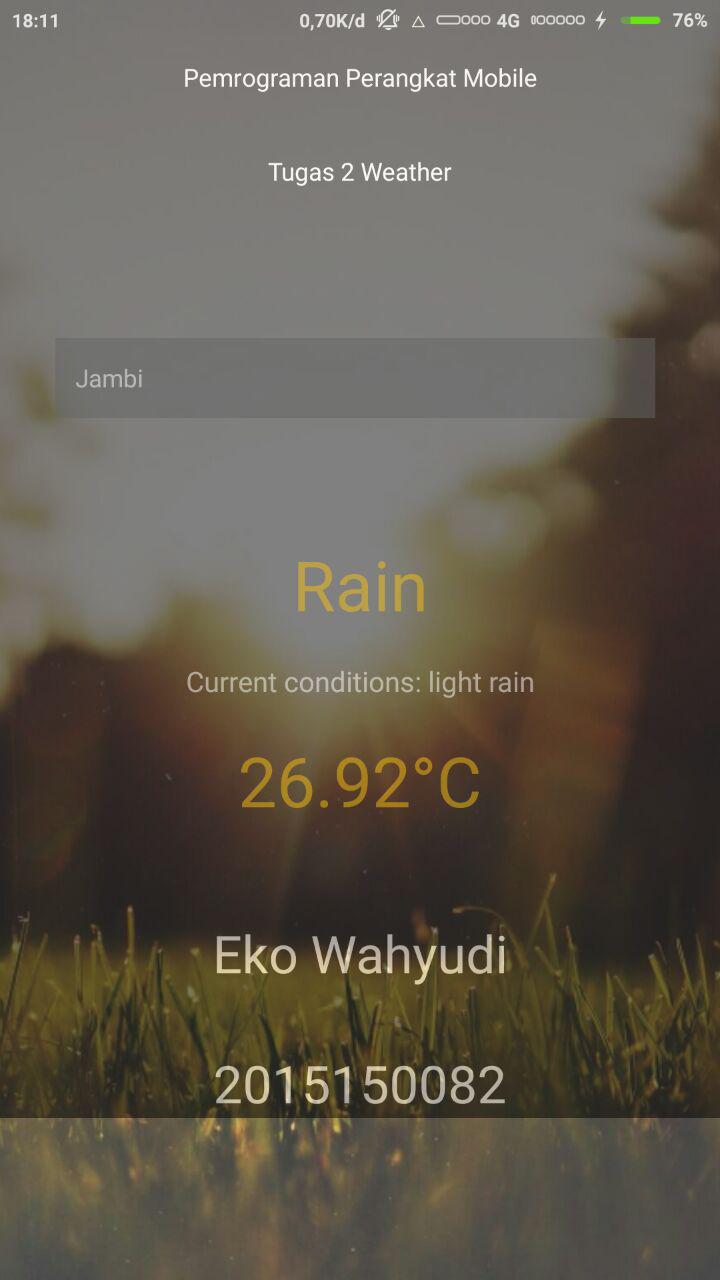 18:11 0,70K/d 4G 76%
Pemrograman Perangkat Mobile
Tugas 2 Weather
Jambi
Rain
Current conditions: light rain
26.92°C
Eko Wahyudi
2015150082